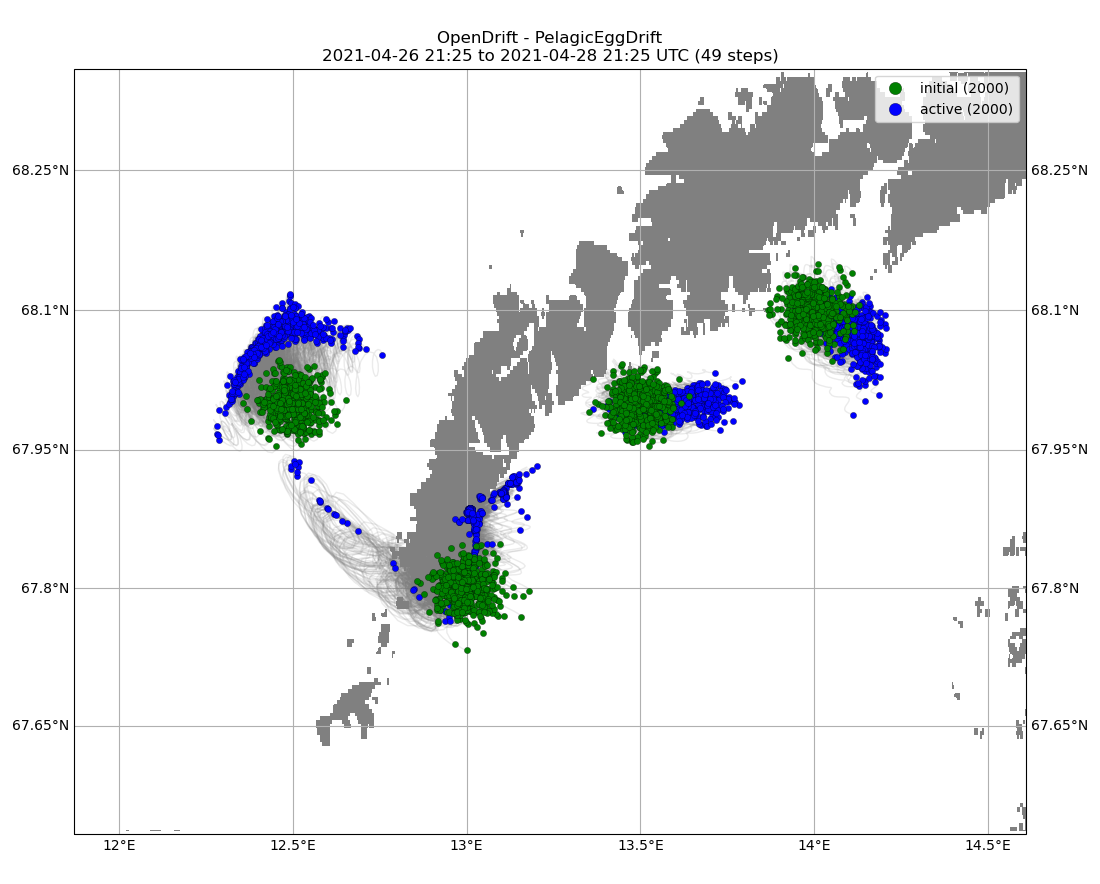 OpenDrift - PelagicEggDrift
2021-04-26 21:25 to 2021-04-28 21:25 UTC (49 steps)
initial (2000)
active (2000)
68.25°N
68.25°N
68.1°N
68.1°N
67.95°N
67.95°N
67.8°N
67.8°N
67.65°N
67.65°N
12°E
12.5°E
13°E
13.5°E
14°E
14.5°E